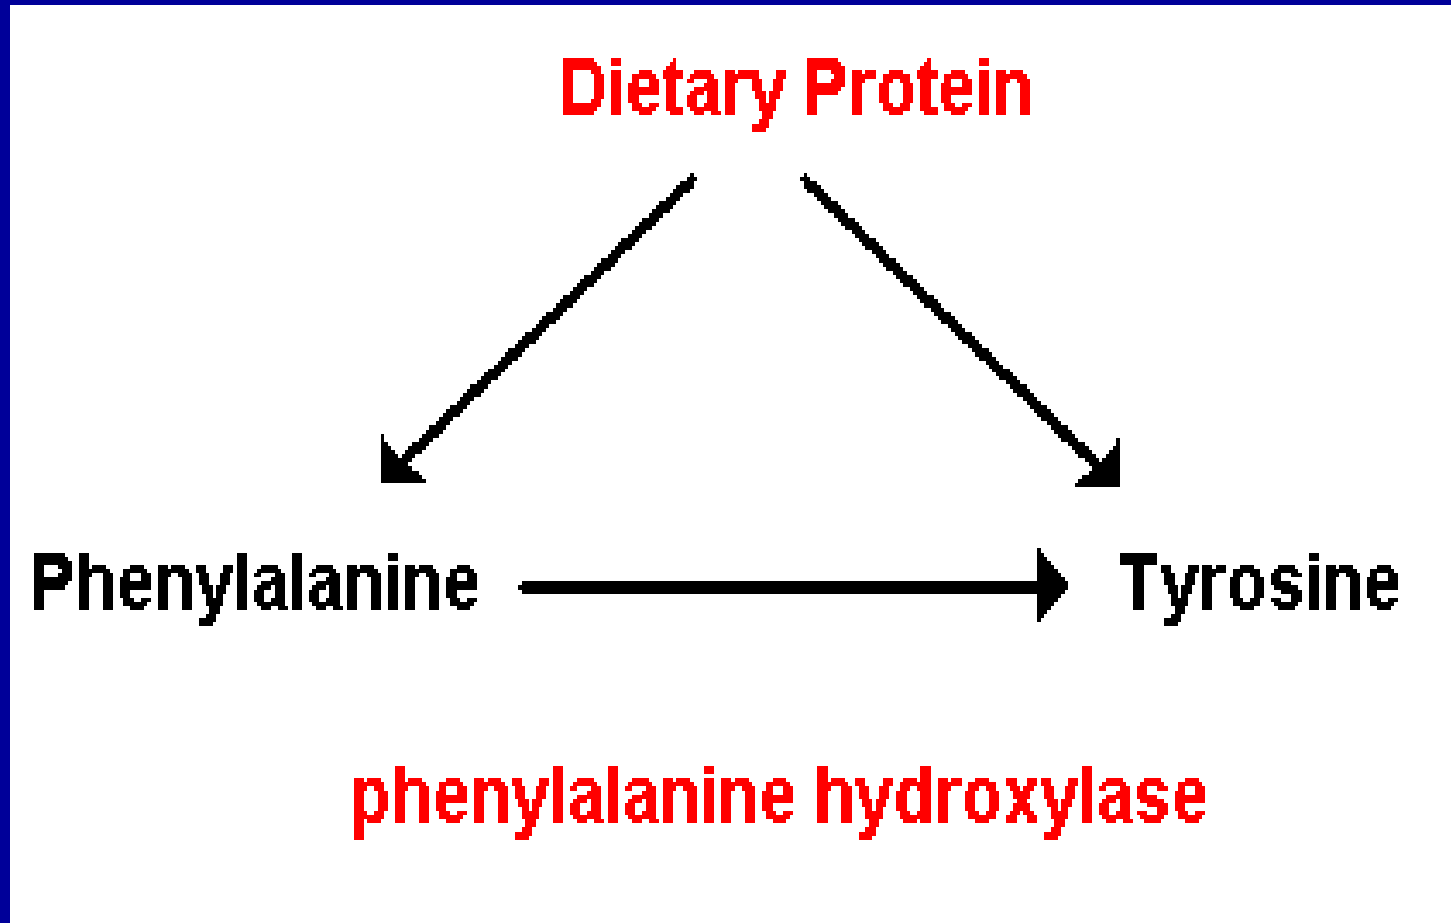 Dietary Protein
Phenylalanine
Tyrosine
phenylalanine hydroxylase